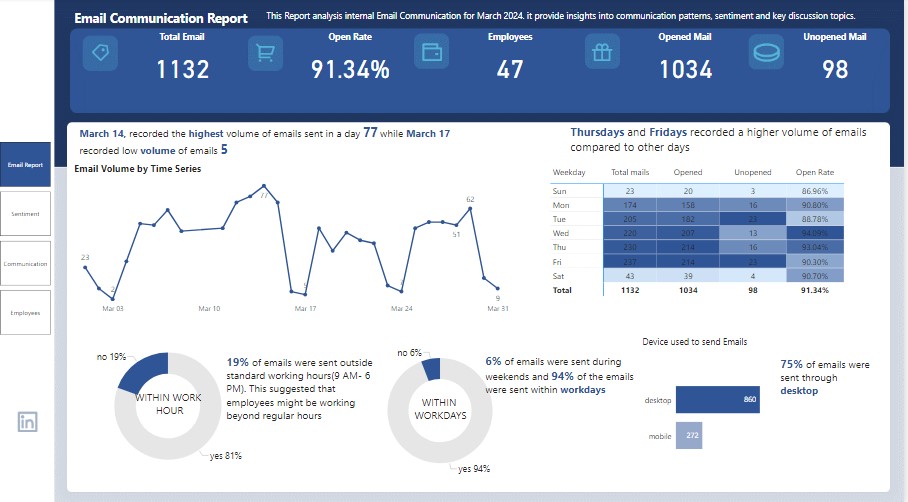 Email Communication Report
This Report analysis internal Email Communication for March 2024. it provide insights into communication patterns, sentiment and key discussion topics.
Total Email
Open Rate
Employees
Opened Mail
Unopened Mail
1132
91.34%
47
1034
98
Email Report
Sentiment
Communication
Employees
March 14, recorded the highest volume of emails sent in a day 77 while March 17
recorded low volume of emails 5
Email Volume by Time Series
23
2
77
5
62
51
9
Mar 03
Mar 10
Mar 17
Mar 24
Mar 31
Thursdays and Fridays recorded a higher volume of emails
compared to other days
Weekday Total mails Opened Unopened Open Rate
Sun 23 20 3 86.96%
Mon 174 158 16 90.80%
Tue 205 182 23 88.78%
Wed 220 207 13 94.09%
Thu 230 214 16 93.04%
Fri 237 214 23 90.30%
Sat 43 39 4 90.70%
Total 1132 1034 98 91.34%
no 19%
WITHIN WORK
HOUR
yes 81%
19% of emails were sent outside
standard working hours(9 AM- 6
PM). This suggested that
employees might be working
beyond regular hours
no 6%
WITHIN
WORKDAYS
yes 94%
6% of emails were sent during
weekends and 94% of the emails
were sent within workdays
Device used to send Emails
desktop 860
mobile 272
75% of emails were
sent through
desktop
in